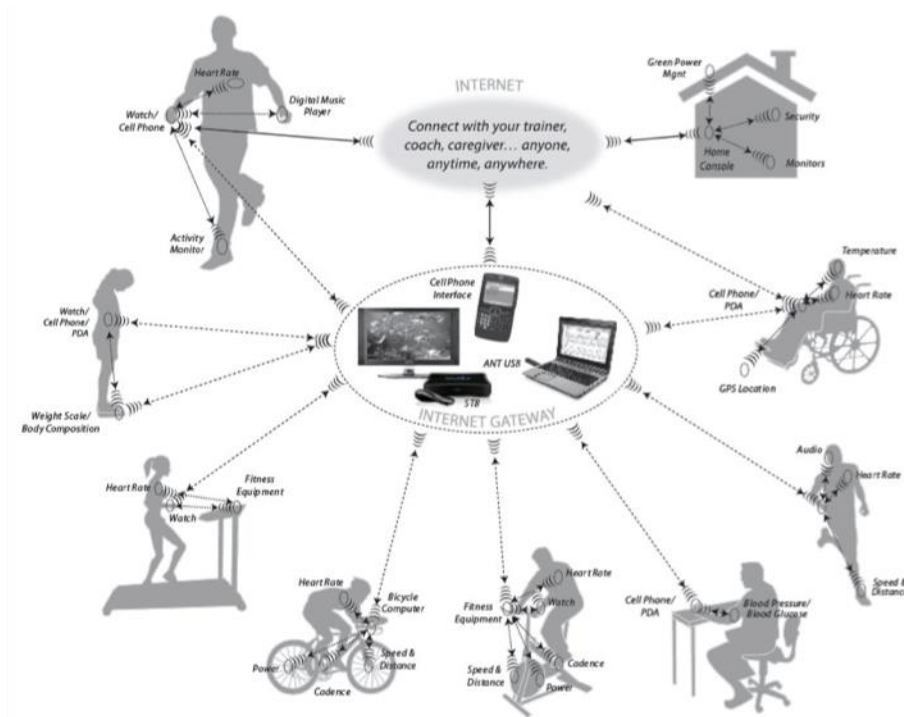 INTERNET
Connect with your trainer,
coach, caregiver... anyone,
anytime, anywhere.
Heart Rate
Digital Music
Player
Watch/
Cell Phone
Activity
Monitor
Green Power
Mgnt
Security
Home
Console
Monitors
Watch/
Cell Phone/
PDA
Weight Scale/
Body Composition
Cell Phone
Interface
ANT USB
STB
INTERNET GATEWAY
Temperature
Cell Phone/
PDA
Heart Rate
GPS Location
Heart Rate
Fitness
Equipment
Watch
Audio
Heart Rate
Speed &
Distance
Heart Rate
Bicycle
Computer
Power
Cadence
Speed &
Distance
Heart Rate
Fitness
Equipment
Watch
Speed &
Distance
Cadence
Power
Cell Phone/
PDA
Blood Pressure/
Blood Glucose